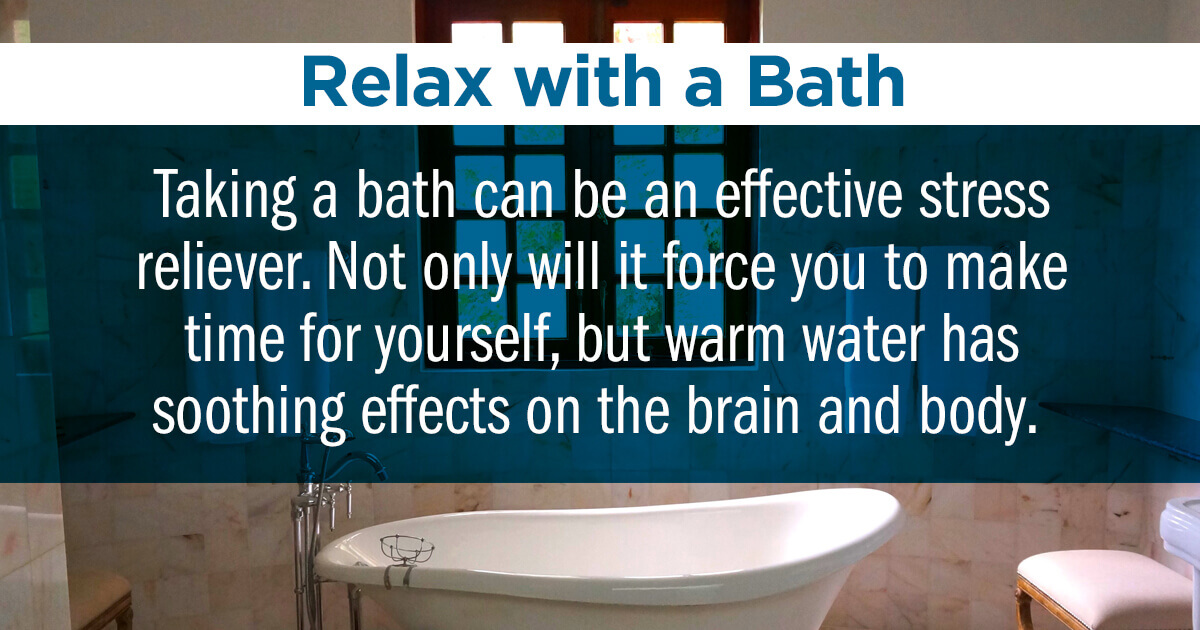 Relax with a Bath
Taking a bath can be an effective stress
reliever. Not only will it force you to make
time for yourself, but warm water has
soothing effects on the brain and body.